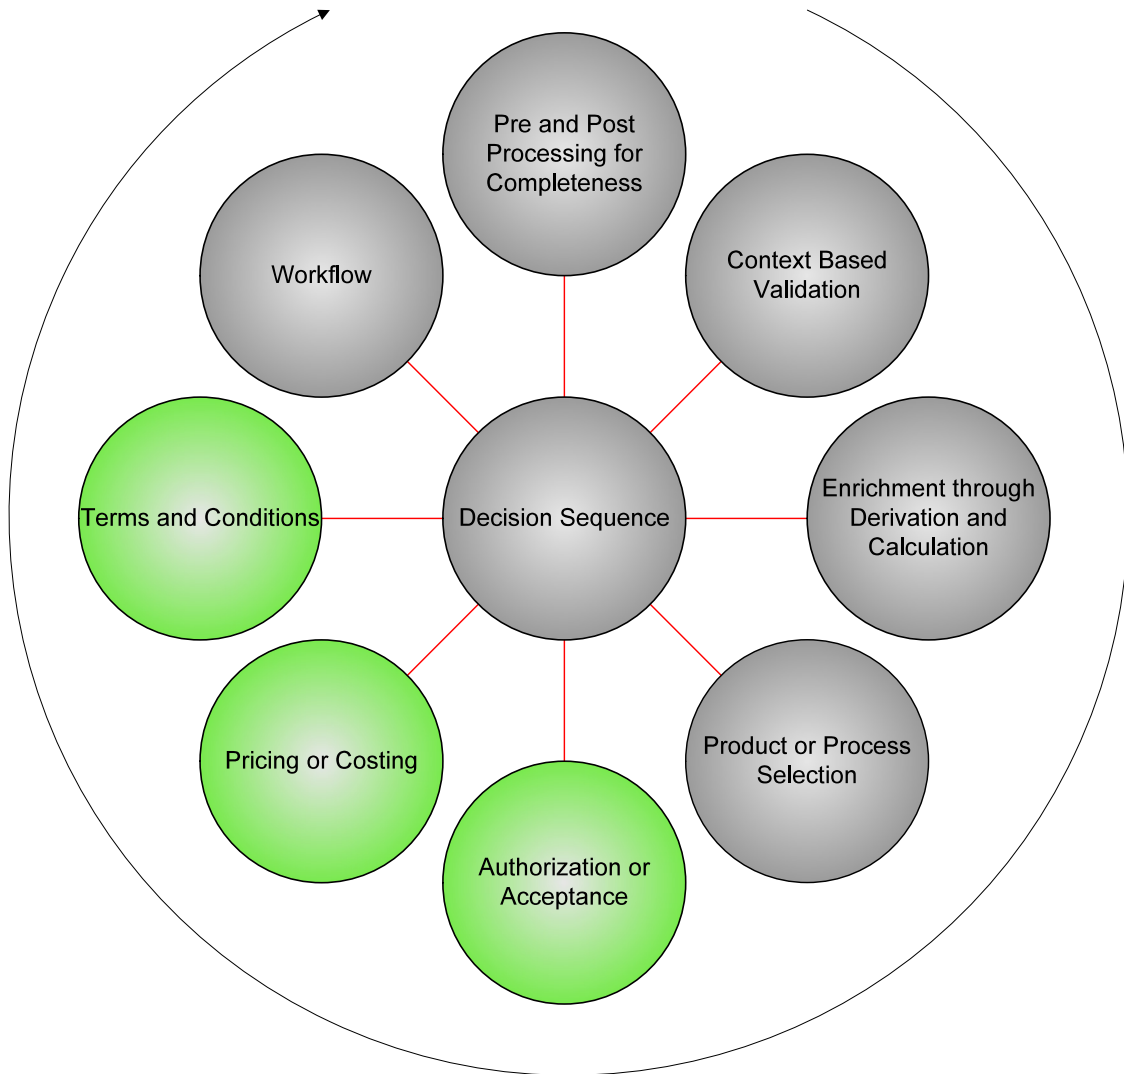 Pre and Post
Processing for
Completeness
Workflow
Context Based
Validation
Terms and Conditions
Decision Sequence
Enrichment through
Derivation and
Calculation
Pricing or Costing
Product or Process
Selection
Authorization or
Acceptance